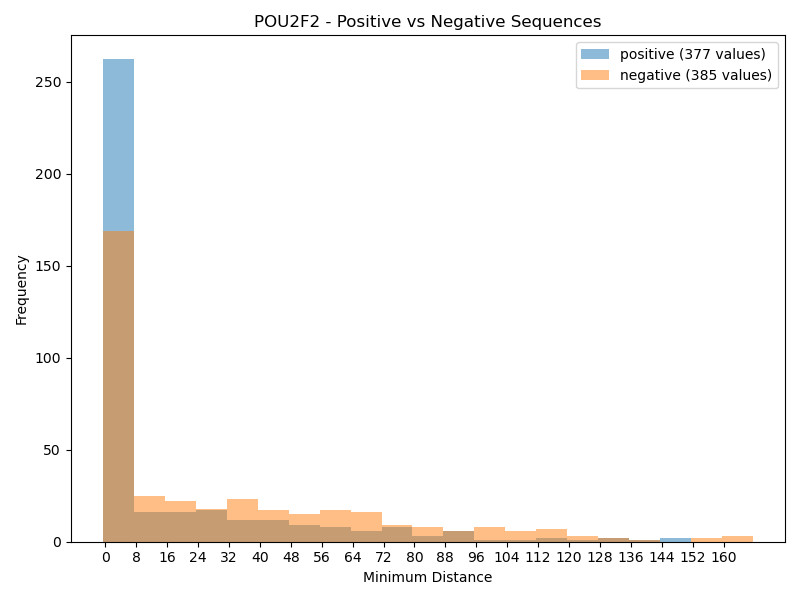 POU2F2 - Positive vs Negative Sequences
positive (377 values)
negative (385 values)
Frequency
250
200
150
100
50
0
0 8 16 24 32 40 48 56 64 72 80 88 96 104 112 120 128 136 144 152 160
Minimum Distance